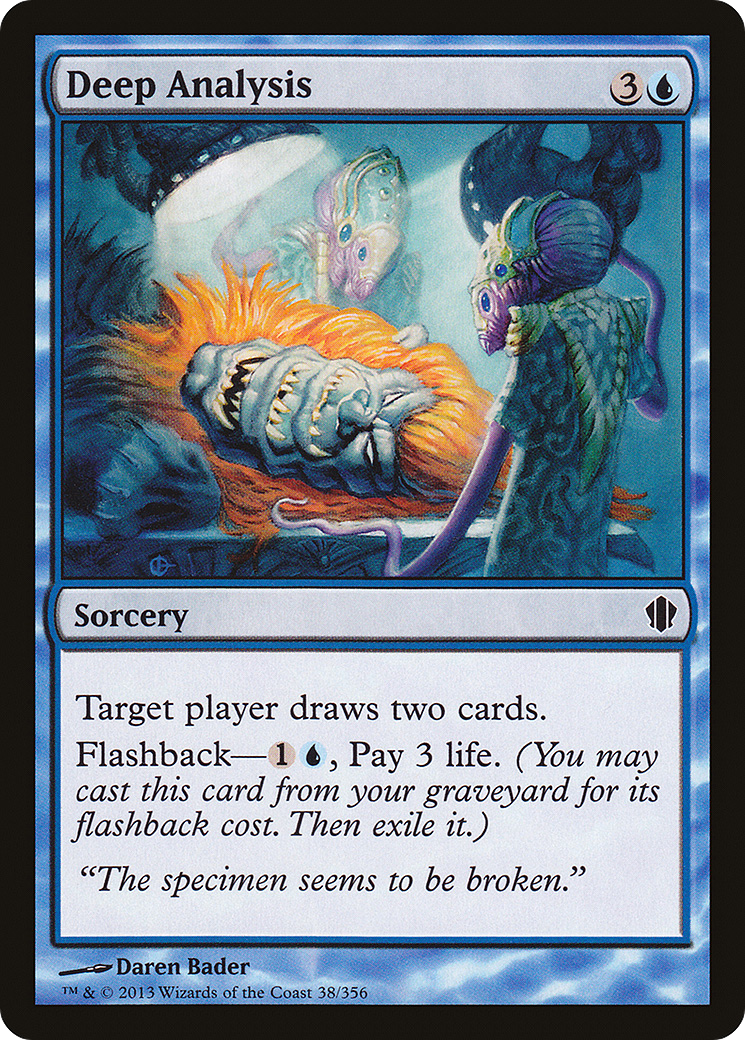 Deep Analysis 3
Sorcery
Target player draws two cards.
Flashback—1 , Pay 3 life. (You may
cast this card from your graveyard for its
flashback cost. Then exile it.)
“The specimen seems to be broken.”
Daren Bader
™ & © 2013 Wizards of the Coast 38/356